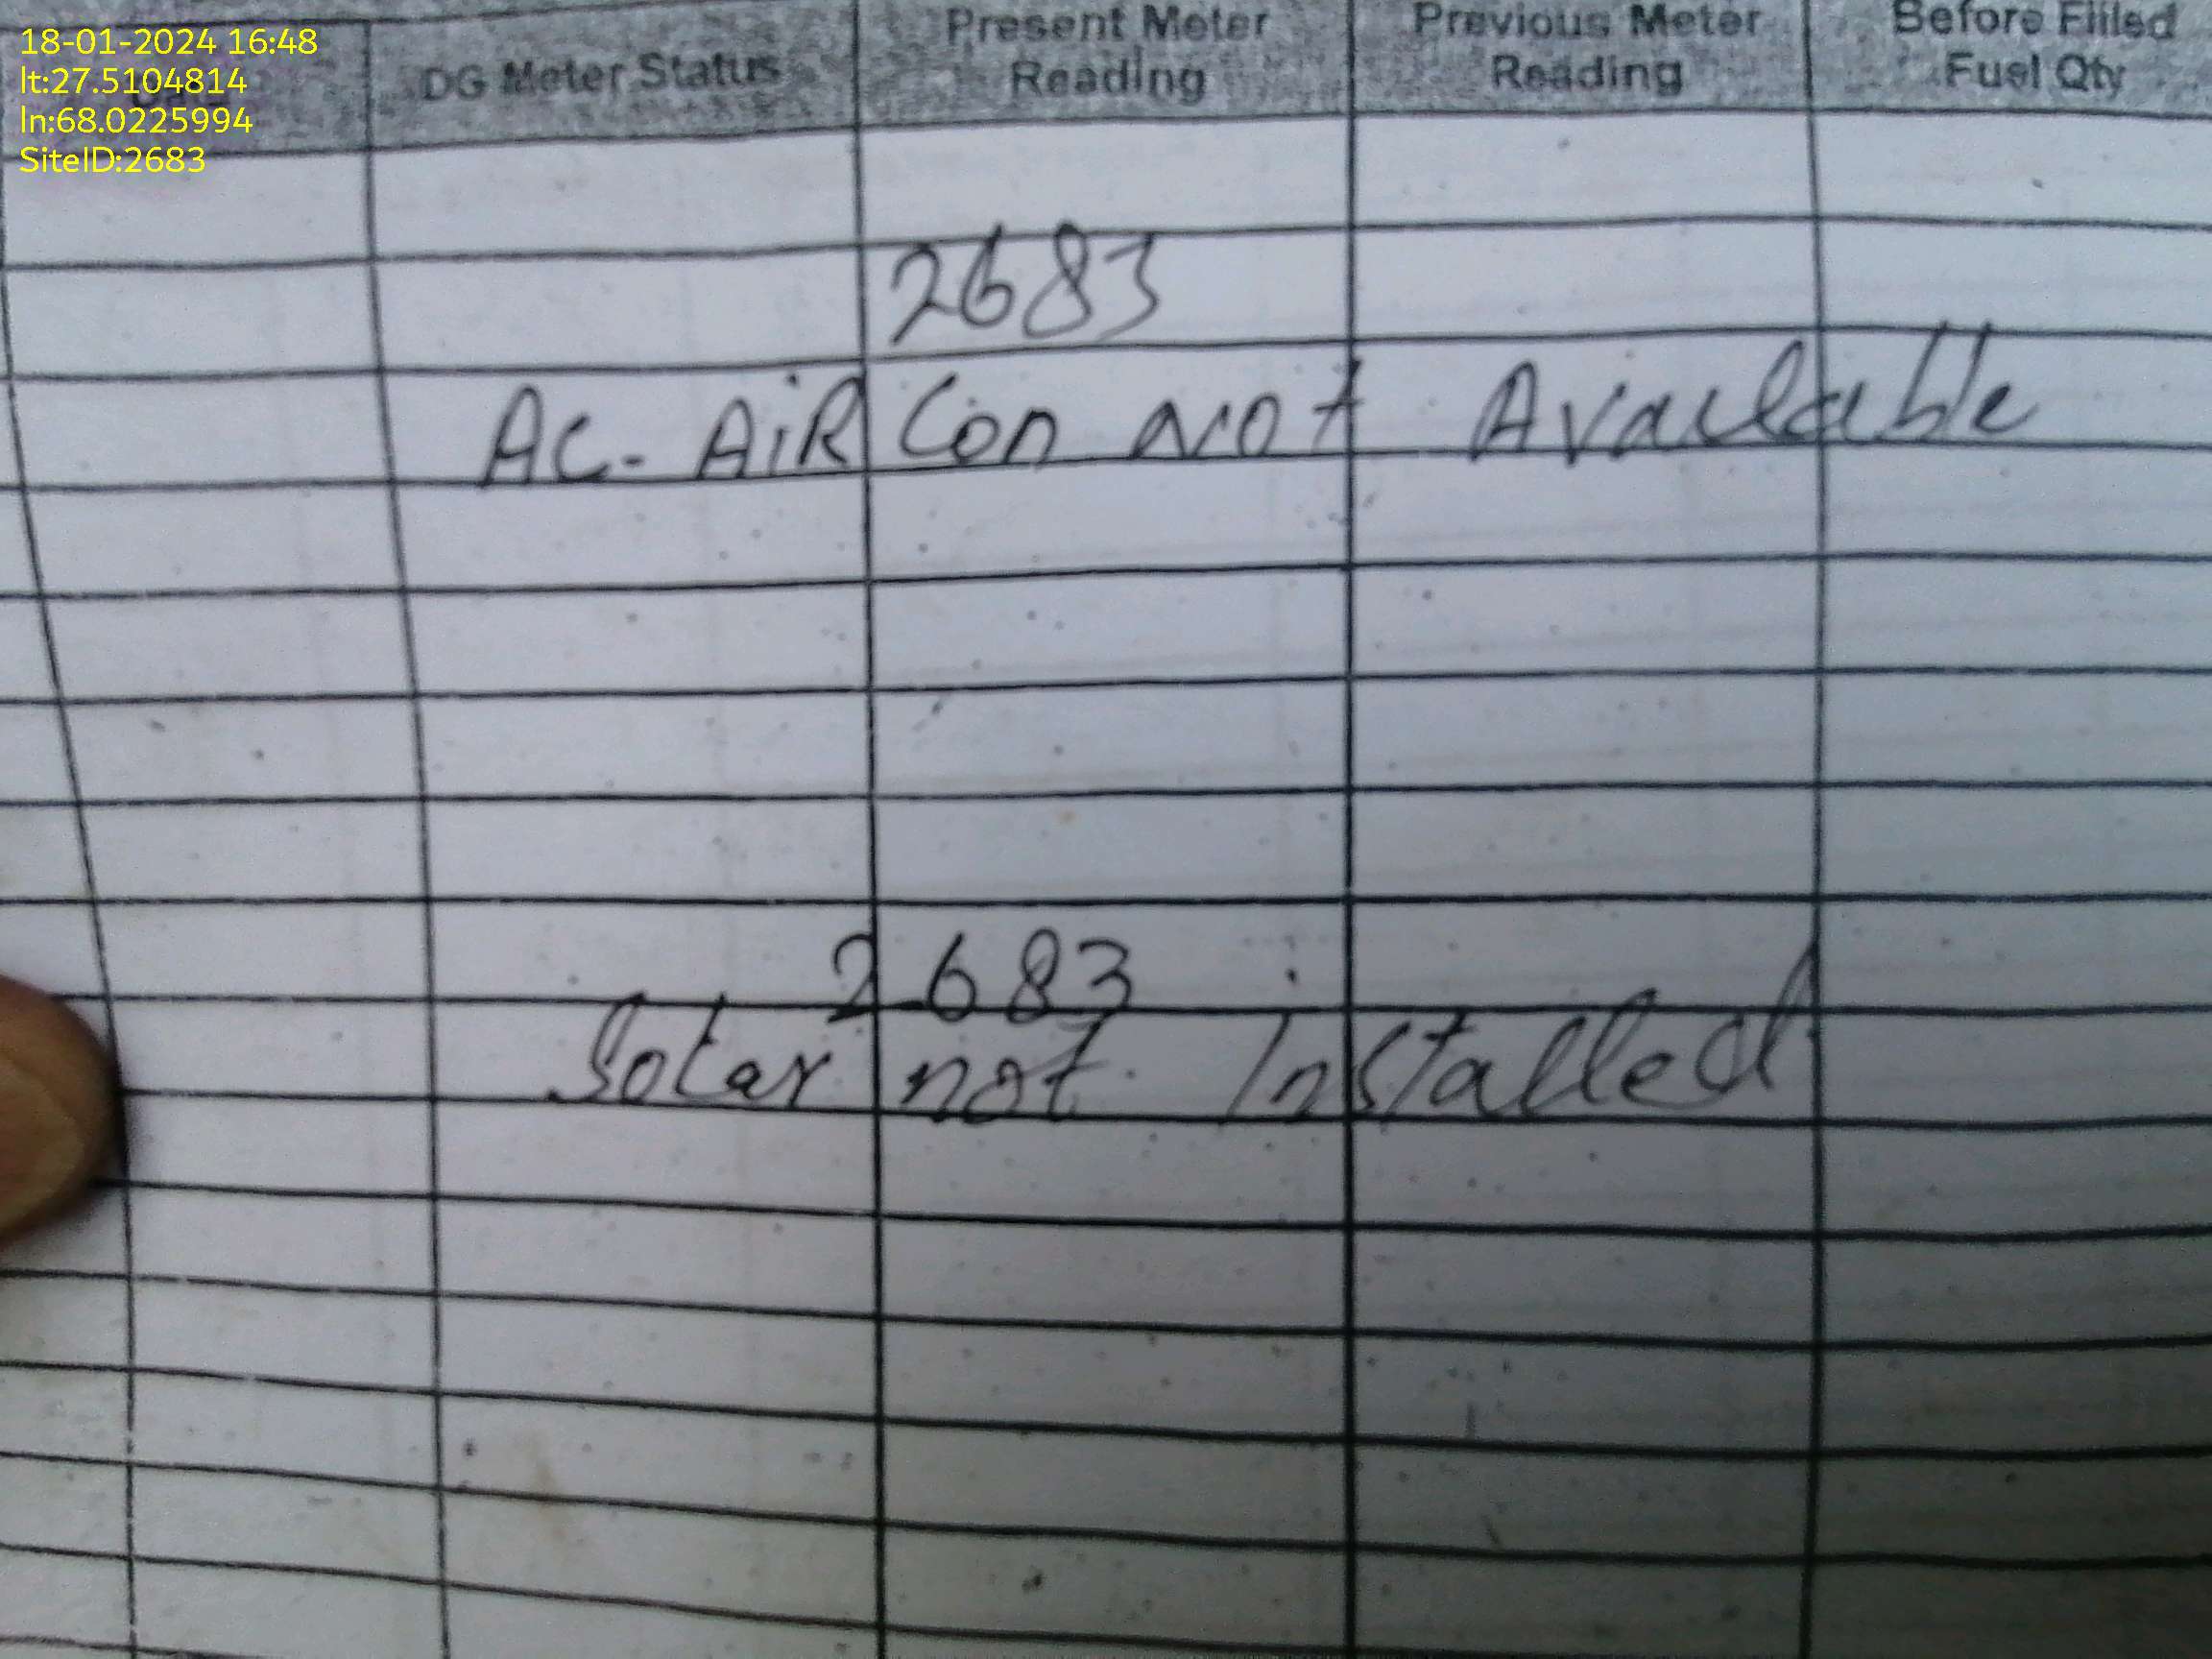 18-01-2024 16:48
lt:27.5104814
ln:68.0225994
SiteID:2683
DG Meter Status
Present Meter
Reading
Previous Meter
Reading
Before Filled
Fuel Qty
2683
AC- AiR Con Not Available
2683
Solar not Installed